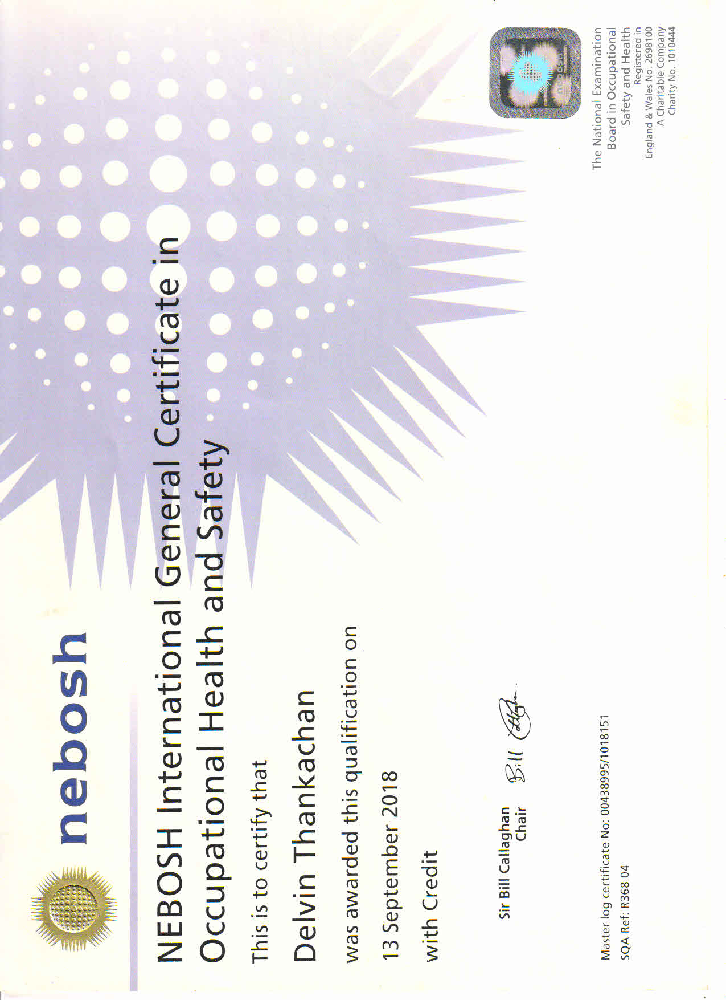 nebosh
NEBOSH International General Certificate in
Occupational Health and Safety
This is to certify that
Delvin Thankachan
was awarded this qualification on
13 September 2018
with Credit
Sir Bill Callaghan
Chair
Bill Callaghan
Master log certificate No: 00438995/1018151
SQA Ref: R368 04
nebosh
The National Examination
Board in Occupational
Safety and Health
Registered in
England & Wales No. 2698100
A Charitable Company
Charity No. 1010444